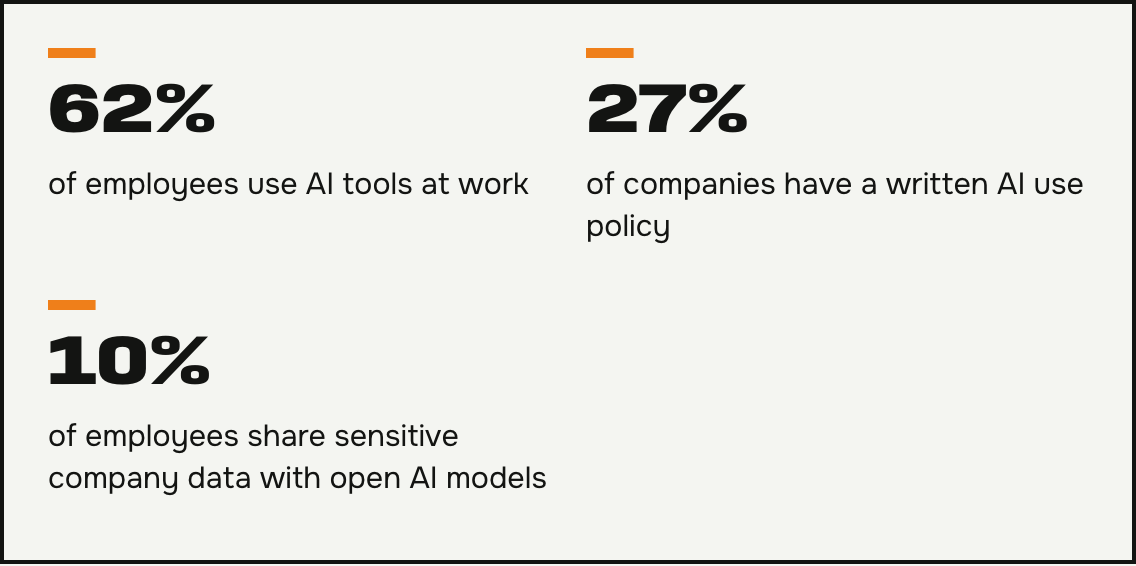 62%
of employees use AI tools at work
27%
of companies have a written AI use
policy
10%
of employees share sensitive
company data with open AI models